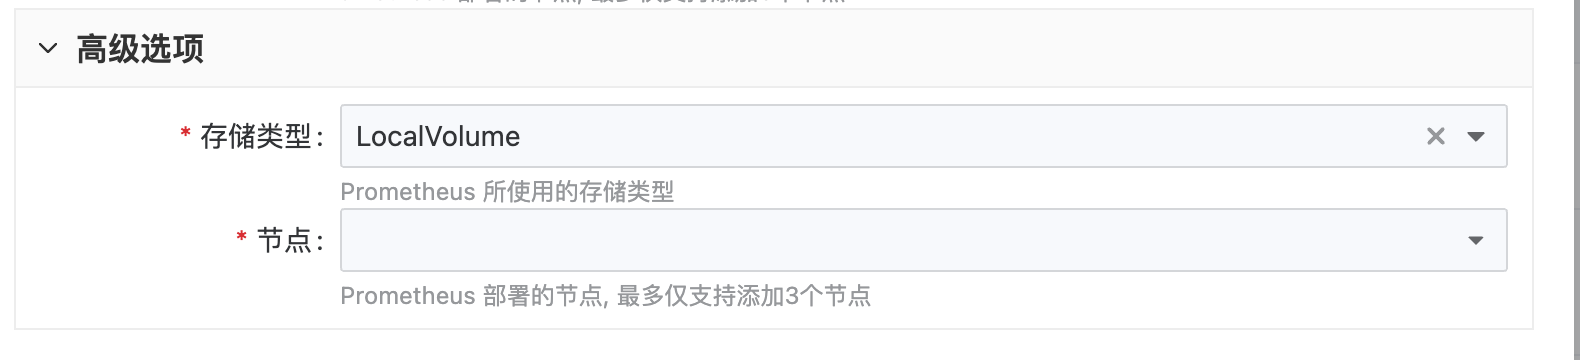 高级选项
* 存储类型:
LocalVolume
Prometheus 所使用的存储类型
* 节点:
Prometheus 部署的节点, 最多仅支持添加3个节点